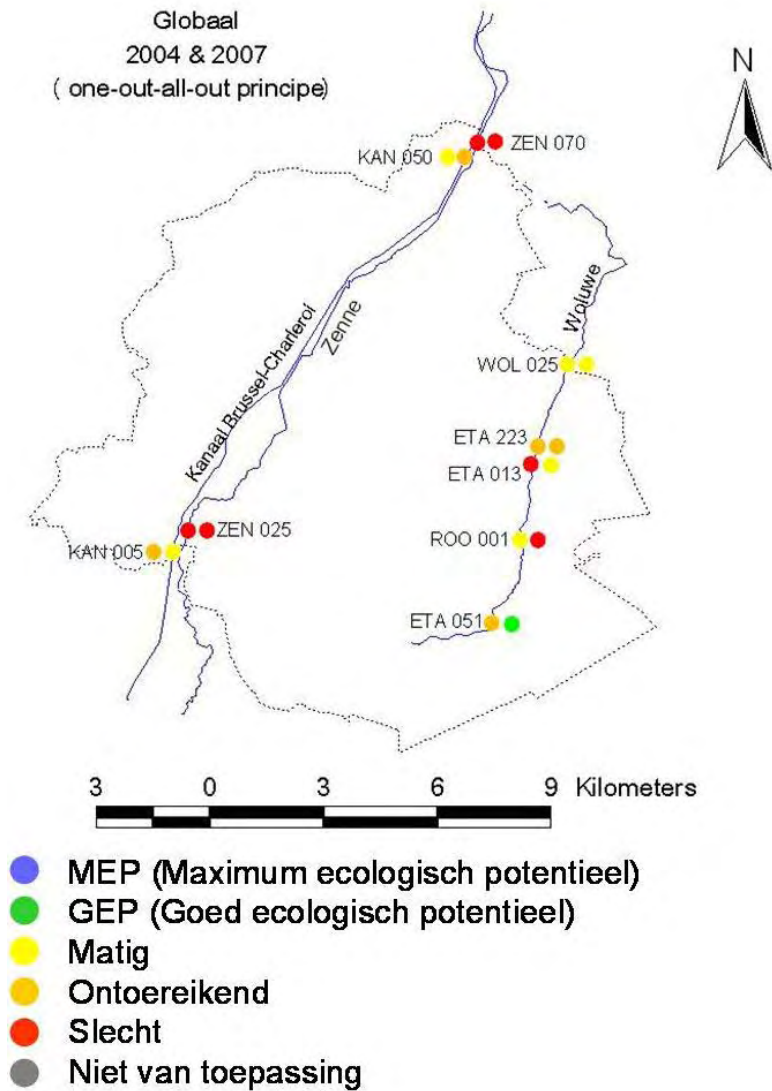 Globaal
2004 & 2007
( one-out-all-out principe)
N
ZEN 070
KAN 050
Woluwe
Kanaal Brussel-Charleroi
Zenne
WOL 025
ETA 223
ETA 013
ZEN 025
KAN 005
ROO 001
ETA 051
3 0 3 6 9 Kilometers
MEP (Maximum ecologisch potentieel)
GEP (Goed ecologisch potentieel)
Matig
Ontoereikend
Slecht
Niet van toepassing